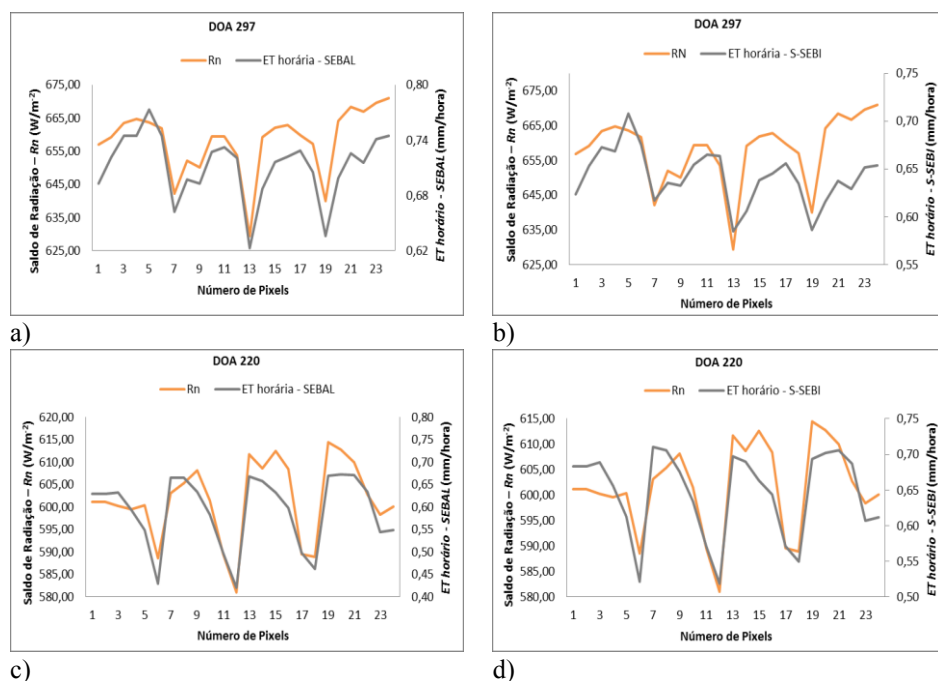 DOA 297
Rn ET horária - SEBAL
Saldo de Radiação – Rn (W/m-2)
675,00
665,00
655,00
645,00
635,00
625,00
0,80
0,74
0,68
0,62
ET horário - SEBAL (mm/hora)
1 3 5 7 9 11 13 15 17 19 21 23
Número de Pixels
a)
DOA 297
RN ET horária - S-SEBI
Saldo de Radiação – Rn (W/m-2)
675,00
665,00
655,00
645,00
635,00
625,00
0,75
0,70
0,65
0,60
0,55
ET horário - S-SEBI (mm/hora)
1 3 5 7 9 11 13 15 17 19 21 23
Número de Pixels
b)
DOA 220
Rn ET horária - SEBAL
Saldo de Radiação – Rn (W/m-2)
620,00
615,00
610,00
605,00
600,00
595,00
590,00
585,00
580,00
0,80
0,75
0,70
0,65
0,60
0,55
0,50
0,45
0,40
ET horário - SEBAL (mm/hora)
1 3 5 7 9 11 13 15 17 19 21 23
Número de Pixels
c)
DOA 220
Rn ET horário - S-SEBI
Saldo de Radiação – Rn (W/m-2)
615,00
610,00
605,00
600,00
595,00
590,00
585,00
580,00
0,75
0,70
0,65
0,60
0,55
0,50
ET horário - S-SEBI (mm/hora)
1 3 5 7 9 11 13 15 17 19 21 23
Número de Pixels
d)